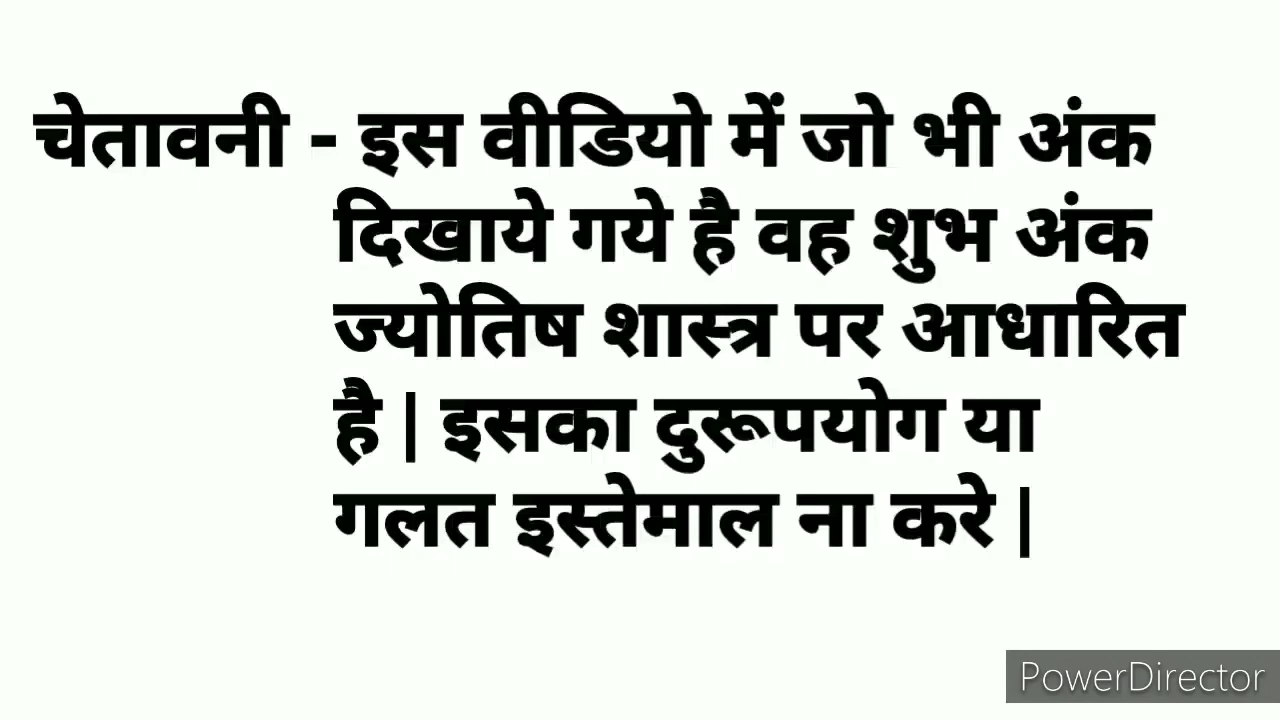 चेतावनी - इस वीडियो में जो भी अंक
दिखाये गये है वह शुभ अंक
ज्योतिष शास्त्र पर आधारित
है | इसका दुरूपयोग या
गलत इस्तेमाल ना करे |
PowerDirector